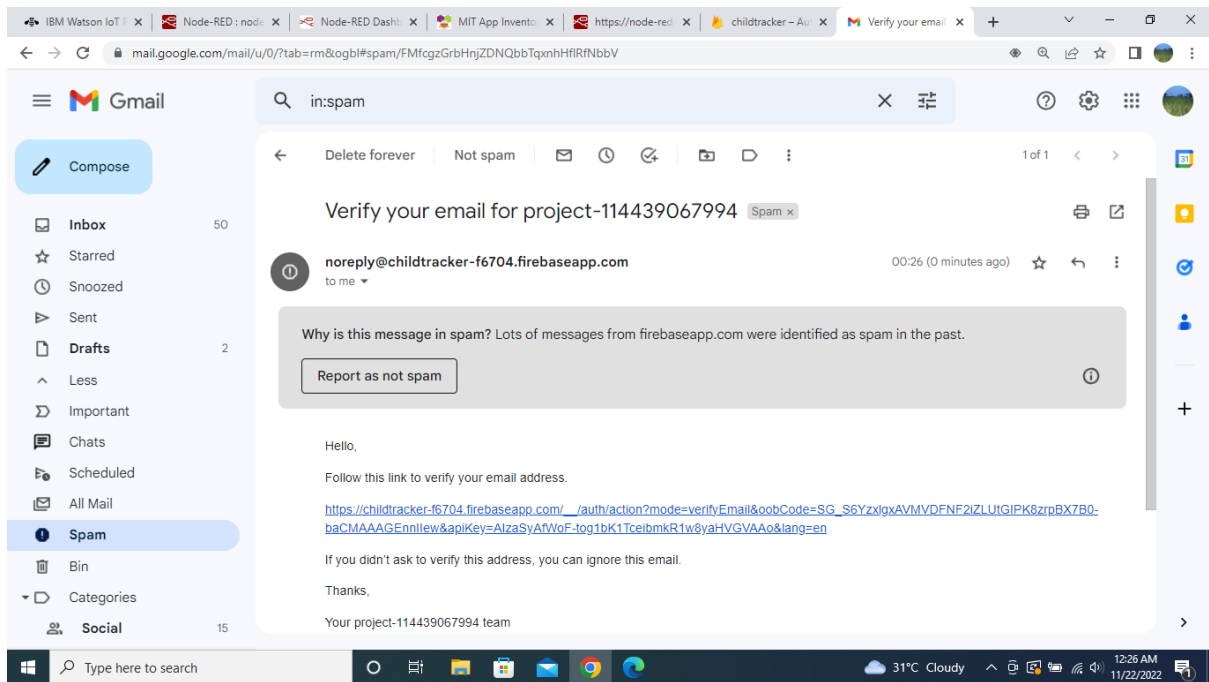 IBM Watson IoT P
Node-RED : node
Node-RED Dashb
MIT App Invento
https://node-red
childtracker – Aut
Verify your email
mail.google.com/mail/u/0/?tab=rm&ogbl#spam/FMfcgzGrbHnjZDNQbbTqxnhHflRfNbbV
Gmail
in:spam
Compose
Delete forever
Not spam
1 of 1
31
Inbox 50
Starred
Snoozed
Sent
Drafts 2
Less
Important
Chats
Scheduled
All Mail
Spam
Bin
Categories
Social 15
Verify your email for project-114439067994 Spam ×
noreply@childtracker-f6704.firebaseapp.com 00:26 (0 minutes ago)
to me
Why is this message in spam? Lots of messages from firebaseapp.com were identified as spam in the past.
Report as not spam
Hello,
Follow this link to verify your email address.
https://childtracker-f6704.firebaseapp.com/__/auth/action?mode=verifyEmail&oobCode=SG_S6YzxlgxAVMVDFNF2iZLUtGIPK8zrpBX7B0-
baCMAAAGEnnlIew&apiKey=AIzaSyAfWoF-tog1bK1TceibmkR1w8yaHVGVAAo&lang=en
If you didn't ask to verify this address, you can ignore this email.
Thanks,
Your project-114439067994 team
Type here to search
31°C Cloudy
12:26 AM
11/22/2022
1